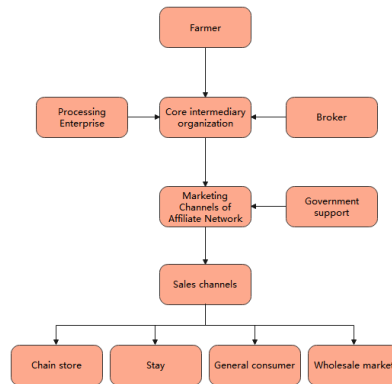 Farmer
Processing
Enterprise
Core intermediary
organization
Broker
Marketing
Channels of
Affiliate Network
Government
support
Sales channels
Chain store
Stay
General consumer
Wholesale market